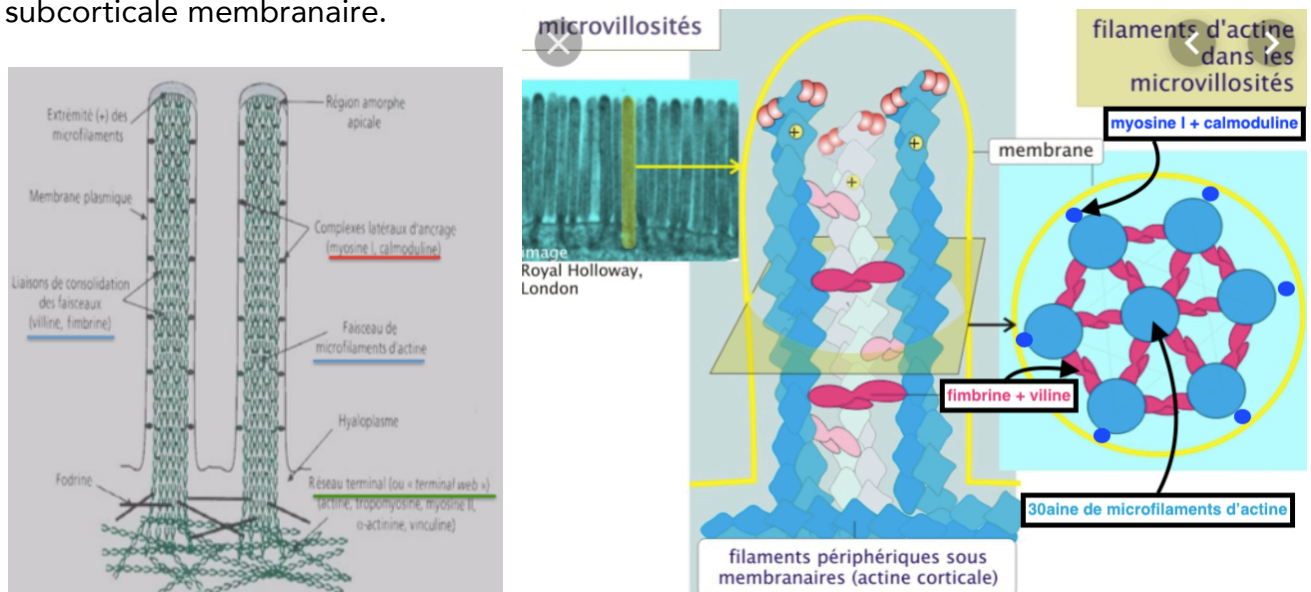 subcorticale membranaire.
Extrémité (+) des
microfilaments
Région amorphe
apicale
Membrane plasmique
Complexes latéraux d'ancrage
(myosine I, calmoduline)
Liaisons de consolidation
des faisceaux
(villine, fimbrine)
Faisceau de
microfilaments d'actine
Hyaloplasme
Fodrine
Réseau terminal (ou « terminal web »)
(actine, tropomyosine, myosine II,
α-actinine, vinculine)
microvilliosités
image
Royal Holloway,
London
+
+
+
filaments d'actine
dans les
microvillosités
myosine I + calmoduline
membrane
fimbrine + viline
30aine de microfilaments d'actine
filaments périphériques sous
membranaires (actine corticale)